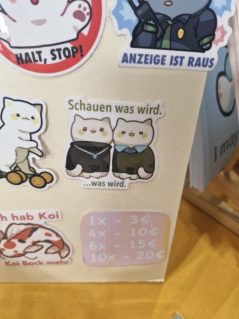 HALT, STOP!
ANZEIGE IST RAUS
Schauen was wird.
...was wird.
h hab Koi
Koi Bock mehr
1x - 3€
4x - 10€
6x - 15€
10x - 20€
I may